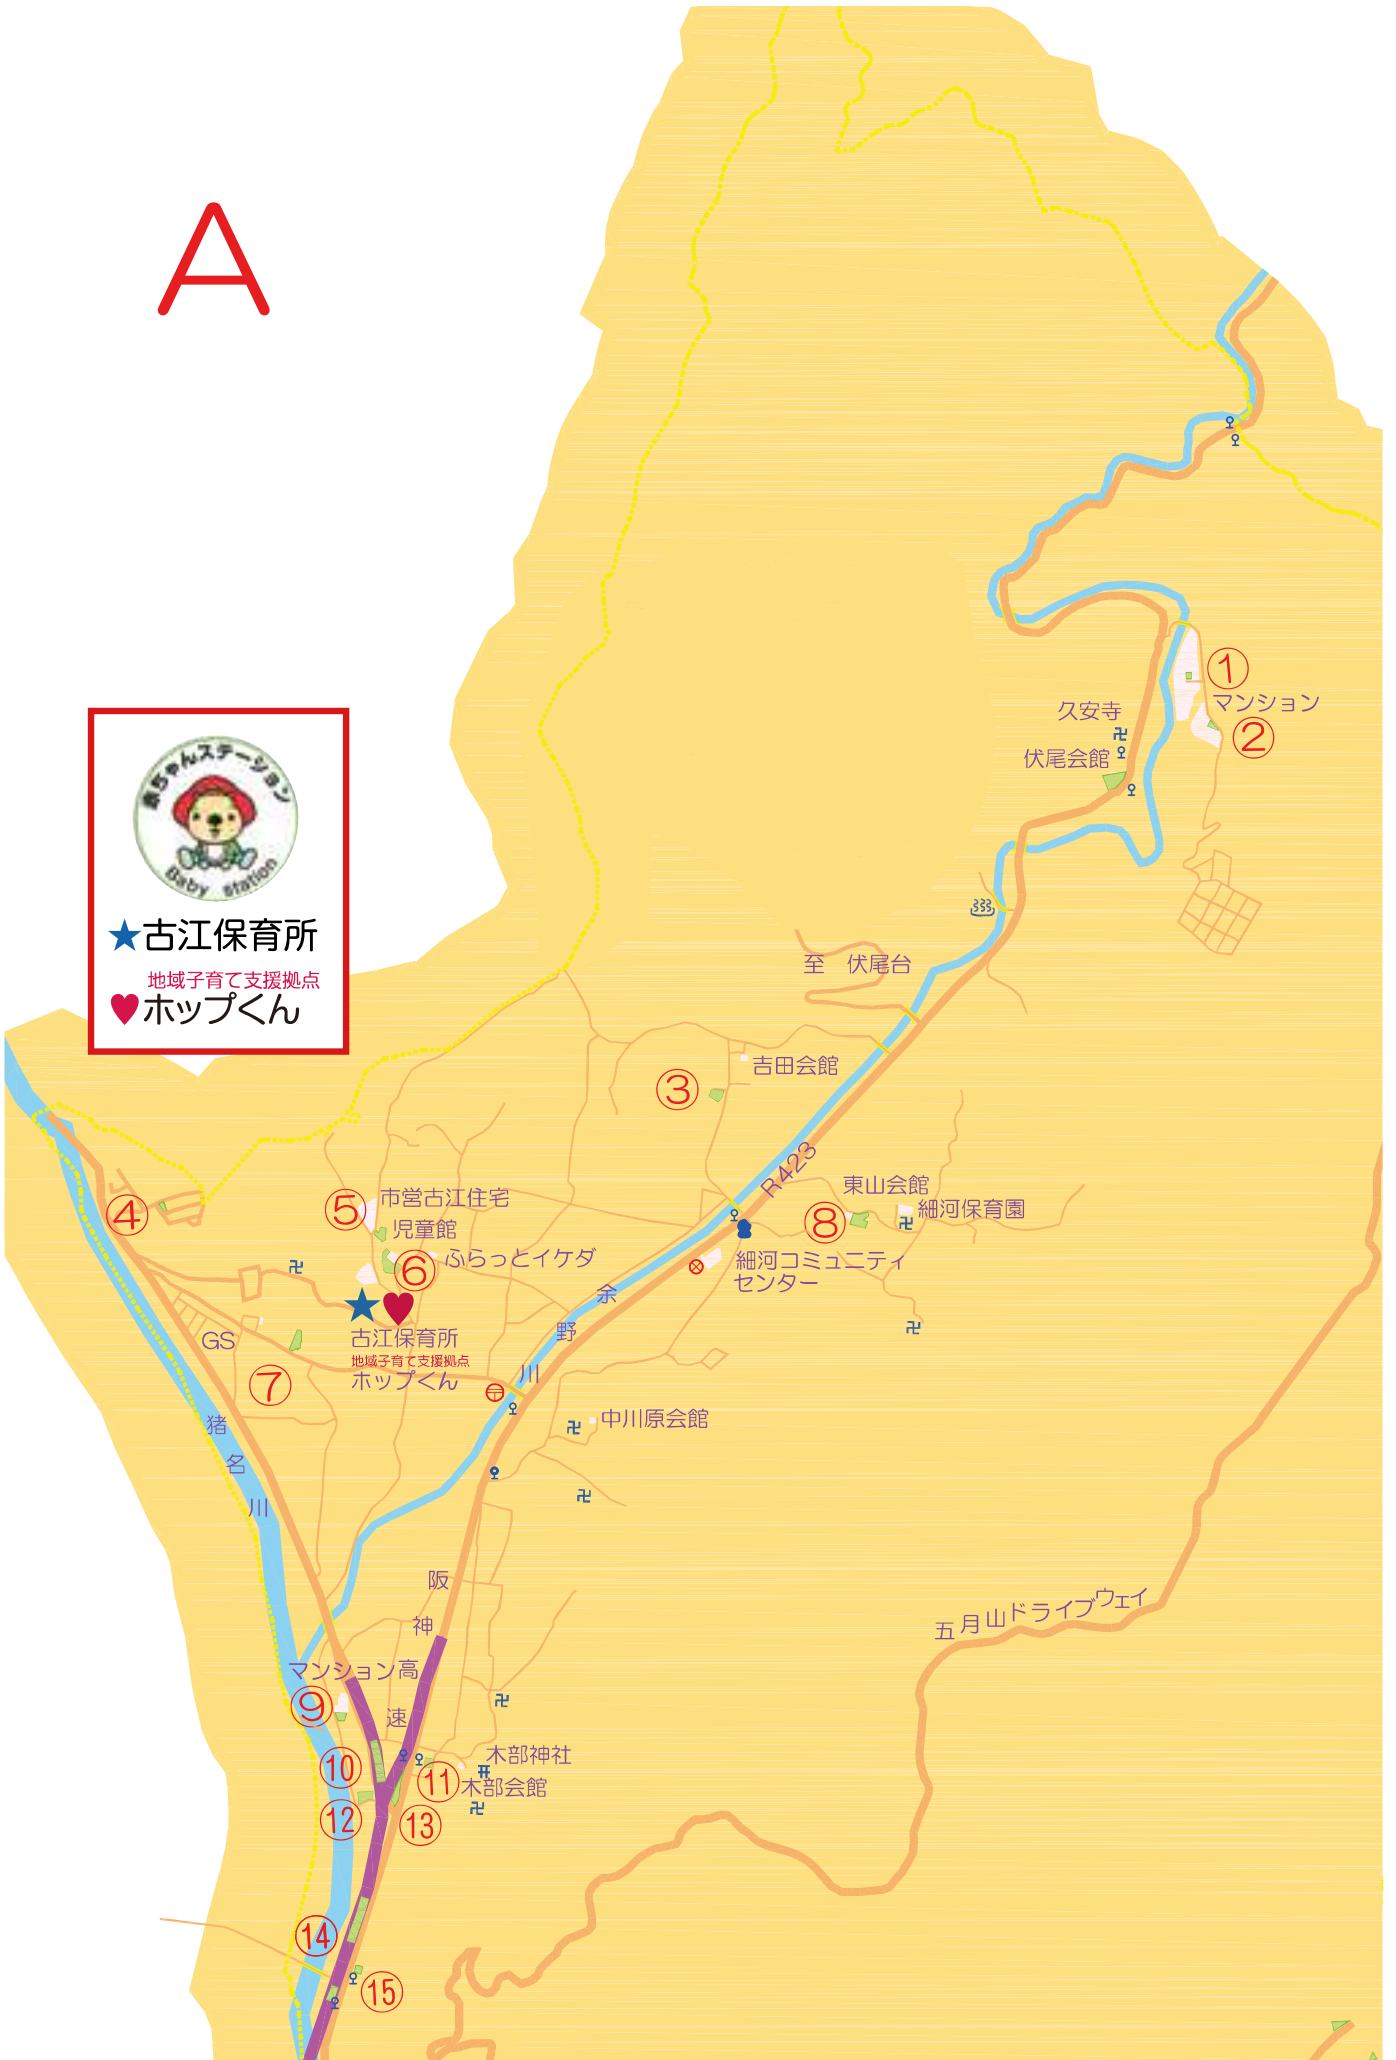 A
赤ちゃんステーション
Baby station
★古江保育所
地域子育て支援拠点
♥ホップくん
①
マンション
②
久安寺
伏尾会館
至 伏尾台
吉田会館
③
R423
東山会館
細河保育園
⑧
④
⑤
市営古江住宅
児童館
ふらっとイケダ
⑥
細河コミュニティ
センター
余野川
GS
古江保育所
地域子育て支援拠点
ホップくん
⑦
中川原会館
猪名川
阪神高速
五月山ドライブウェイ
マンション
⑨
⑩
⑪
木部神社
木部会館
⑫
⑬
⑭
⑮